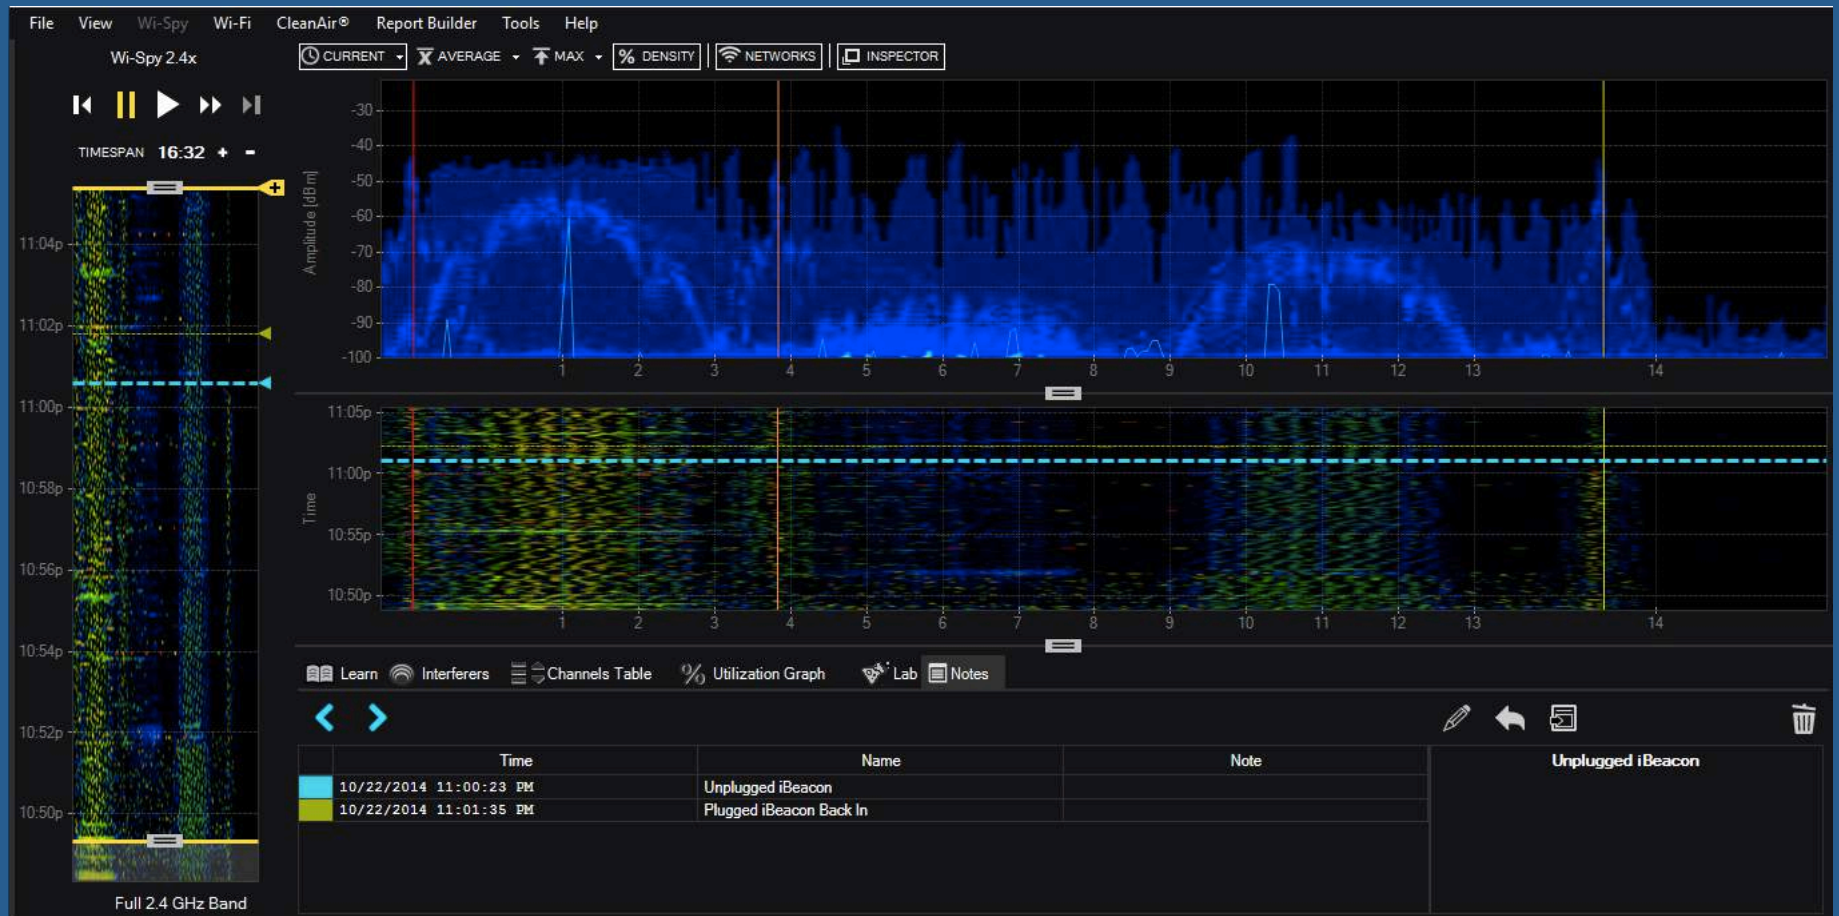 File View Wi-Spy Wi-Fi CleanAir® Report Builder Tools Help
Wi-Spy 2.4x
CURRENT AVERAGE MAX % DENSITY NETWORKS INSPECTOR
TIMESPAN 16:32 + -
11:04p
11:02p
11:00p
10:58p
10:56p
10:54p
10:52p
10:50p
Full 2.4 GHz Band
Amplitude [dBm]
-30
-40
-50
-60
-70
-80
-90
-100
1 2 3 4 5 6 7 8 9 10 11 12 13 14
Time
11:05p
11:00p
10:55p
10:50p
1 2 3 4 5 6 7 8 9 10 11 12 13 14
Learn Interferers Channels Table % Utilization Graph Lab Notes
Time Name Note Unplugged iBeacon
10/22/2014 11:00:23 PM Unplugged iBeacon
10/22/2014 11:01:35 PM Plugged iBeacon Back In